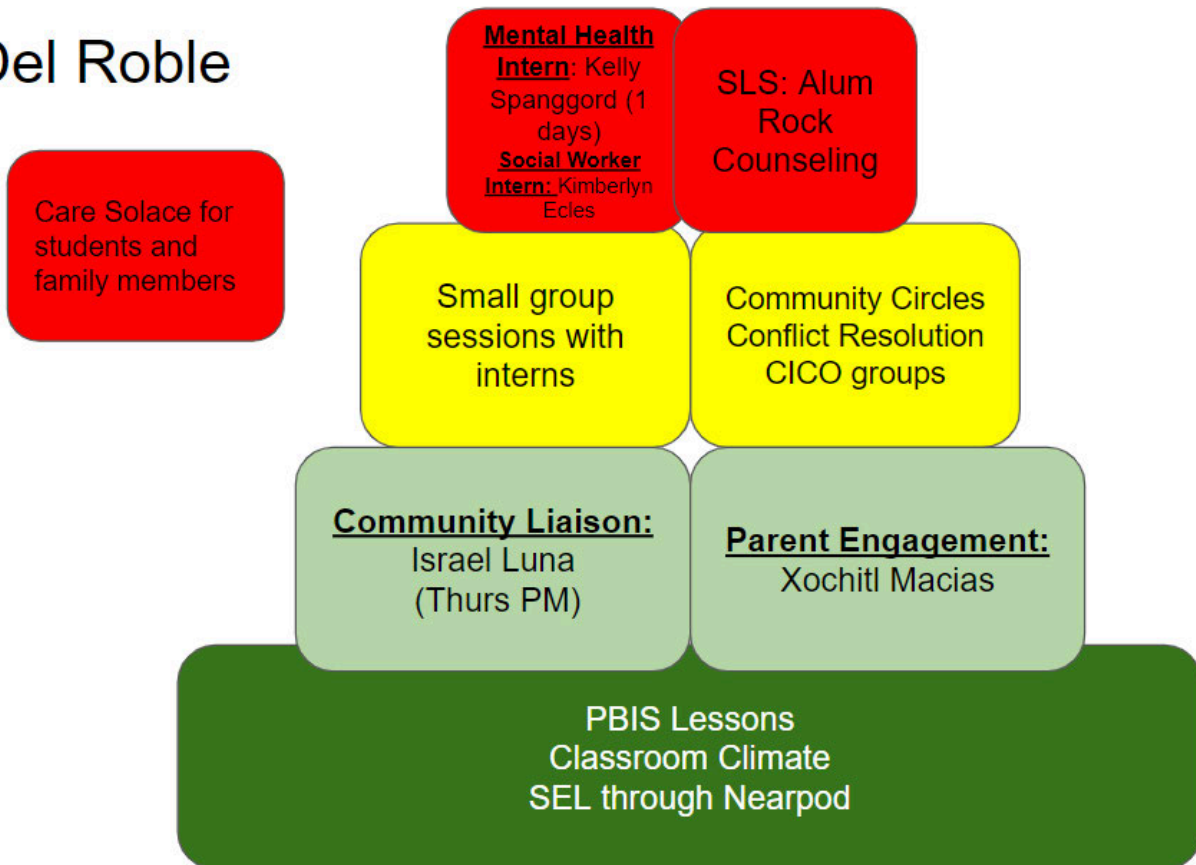 Del Roble
Mental Health
Intern: Kelly
Spanggord (1
days)
Social Worker
Intern: Kimberlyn
Ecles
SLS: Alum
Rock
Counseling
Care Solace for
students and
family members
Small group
sessions with
interns
Community Circles
Conflict Resolution
CICO groups
Community Liaison:
Israel Luna
(Thurs PM)
Parent Engagement:
Xochitl Macias
PBIS Lessons
Classroom Climate
SEL through Nearpod